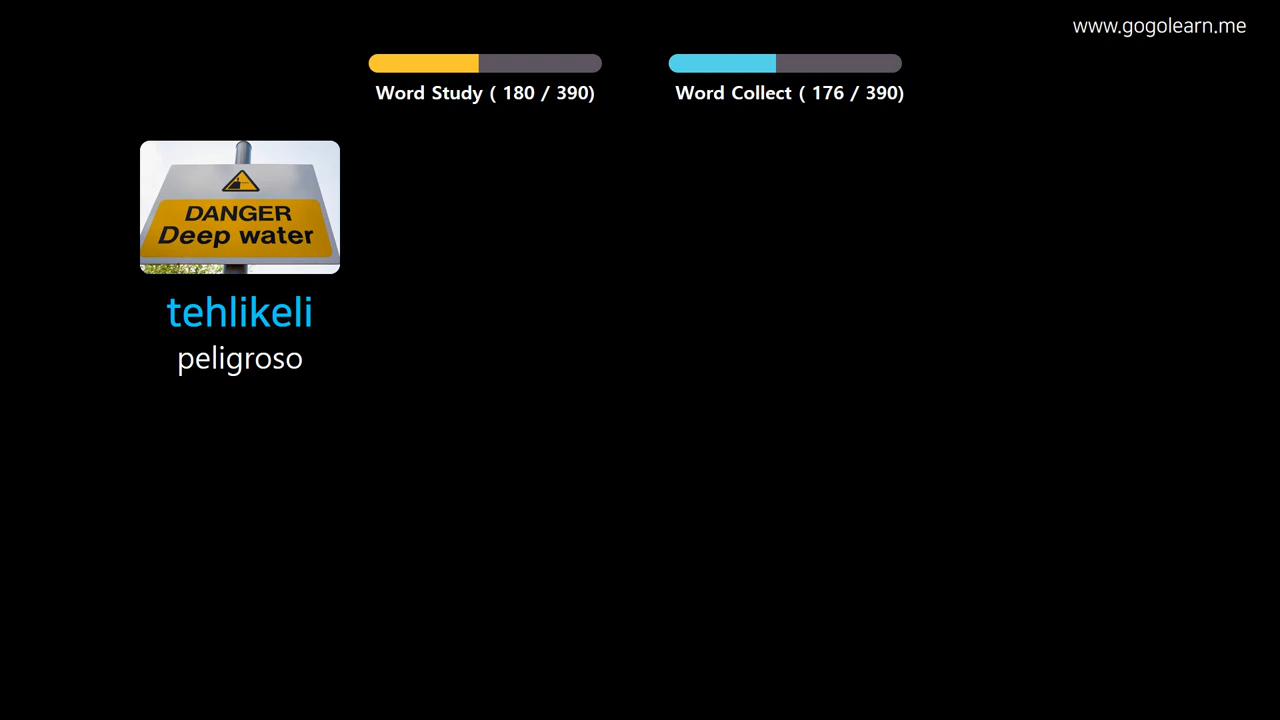 www.gogolearn.me
Word Study ( 180 / 390)
Word Collect ( 176 / 390)
DANGER
Deep water
tehlikeli
peligroso